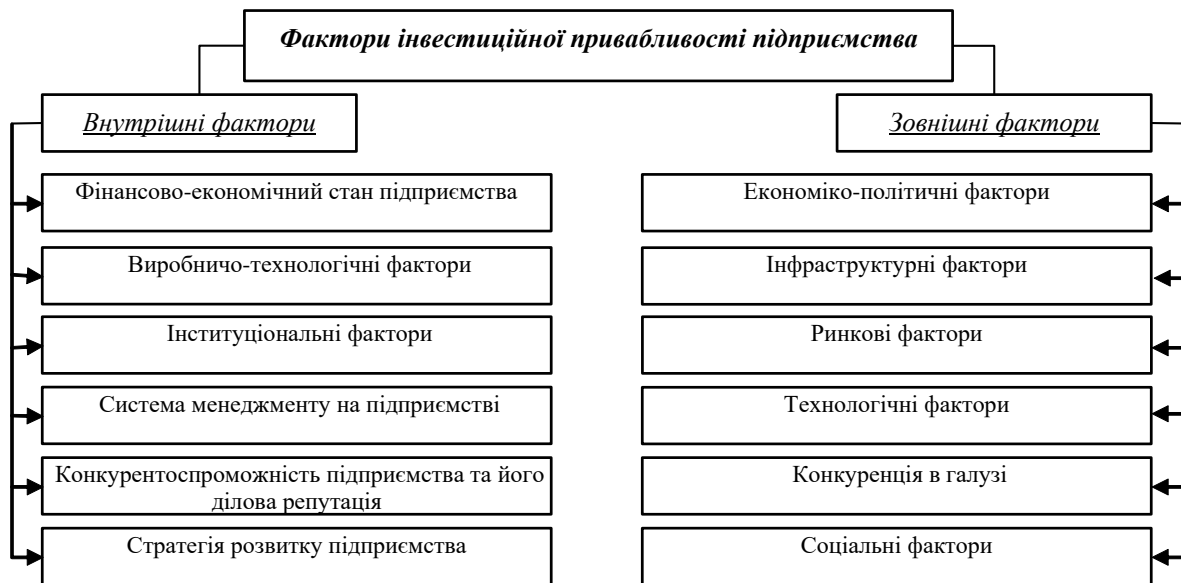 Фактори інвестиційної привабливості підприємства
Внутрішні фактори
Зовнішні фактори
Фінансово-економічний стан підприємства
Економіко-політичні фактори
Виробничо-технологічні фактори
Інфраструктурні фактори
Інституціональні фактори
Ринкові фактори
Система менеджменту на підприємстві
Технологічні фактори
Конкурентоспроможність підприємства та його
ділова репутація
Конкуренція в галузі
Стратегія розвитку підприємства
Соціальні фактори